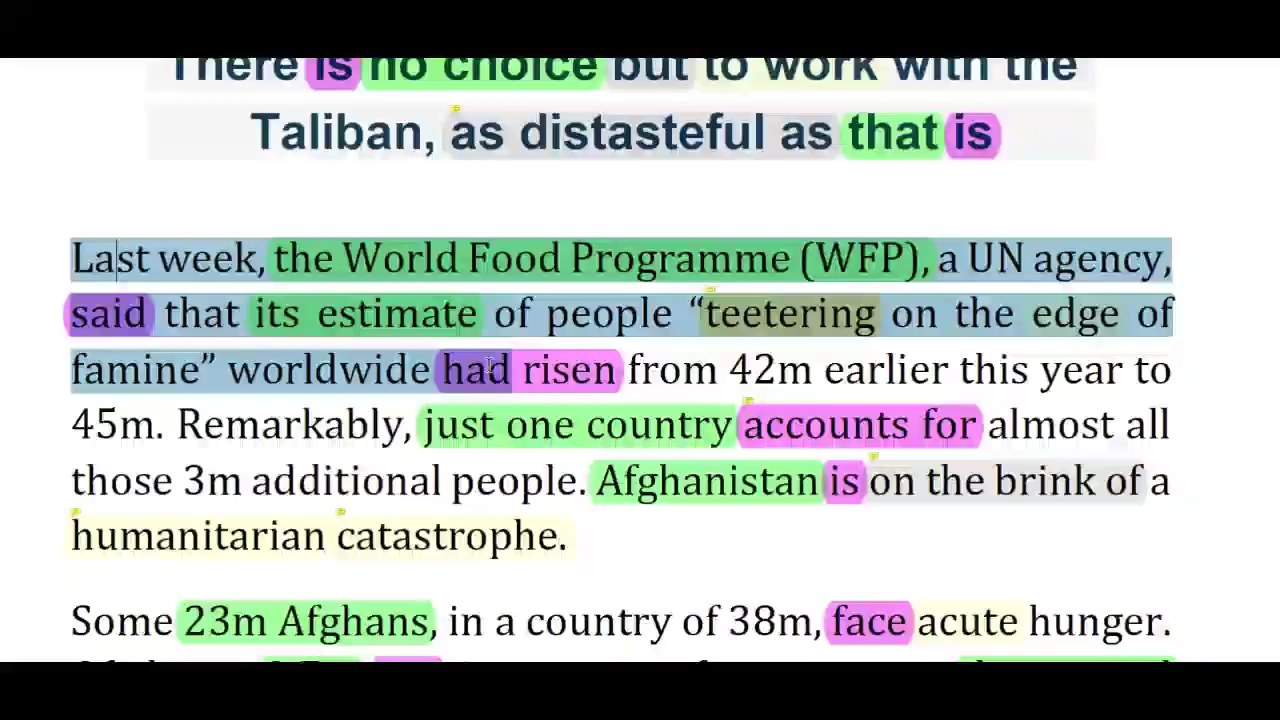 There is no choice but to work with the
Taliban, as distasteful as that is
Last week, the World Food Programme (WFP), a UN agency,
said that its estimate of people “teetering on the edge of
famine” worldwide had risen from 42m earlier this year to
45m. Remarkably, just one country accounts for almost all
those 3m additional people. Afghanistan is on the brink of a
humanitarian catastrophe.
Some 23m Afghans, in a country of 38m, face acute hunger.